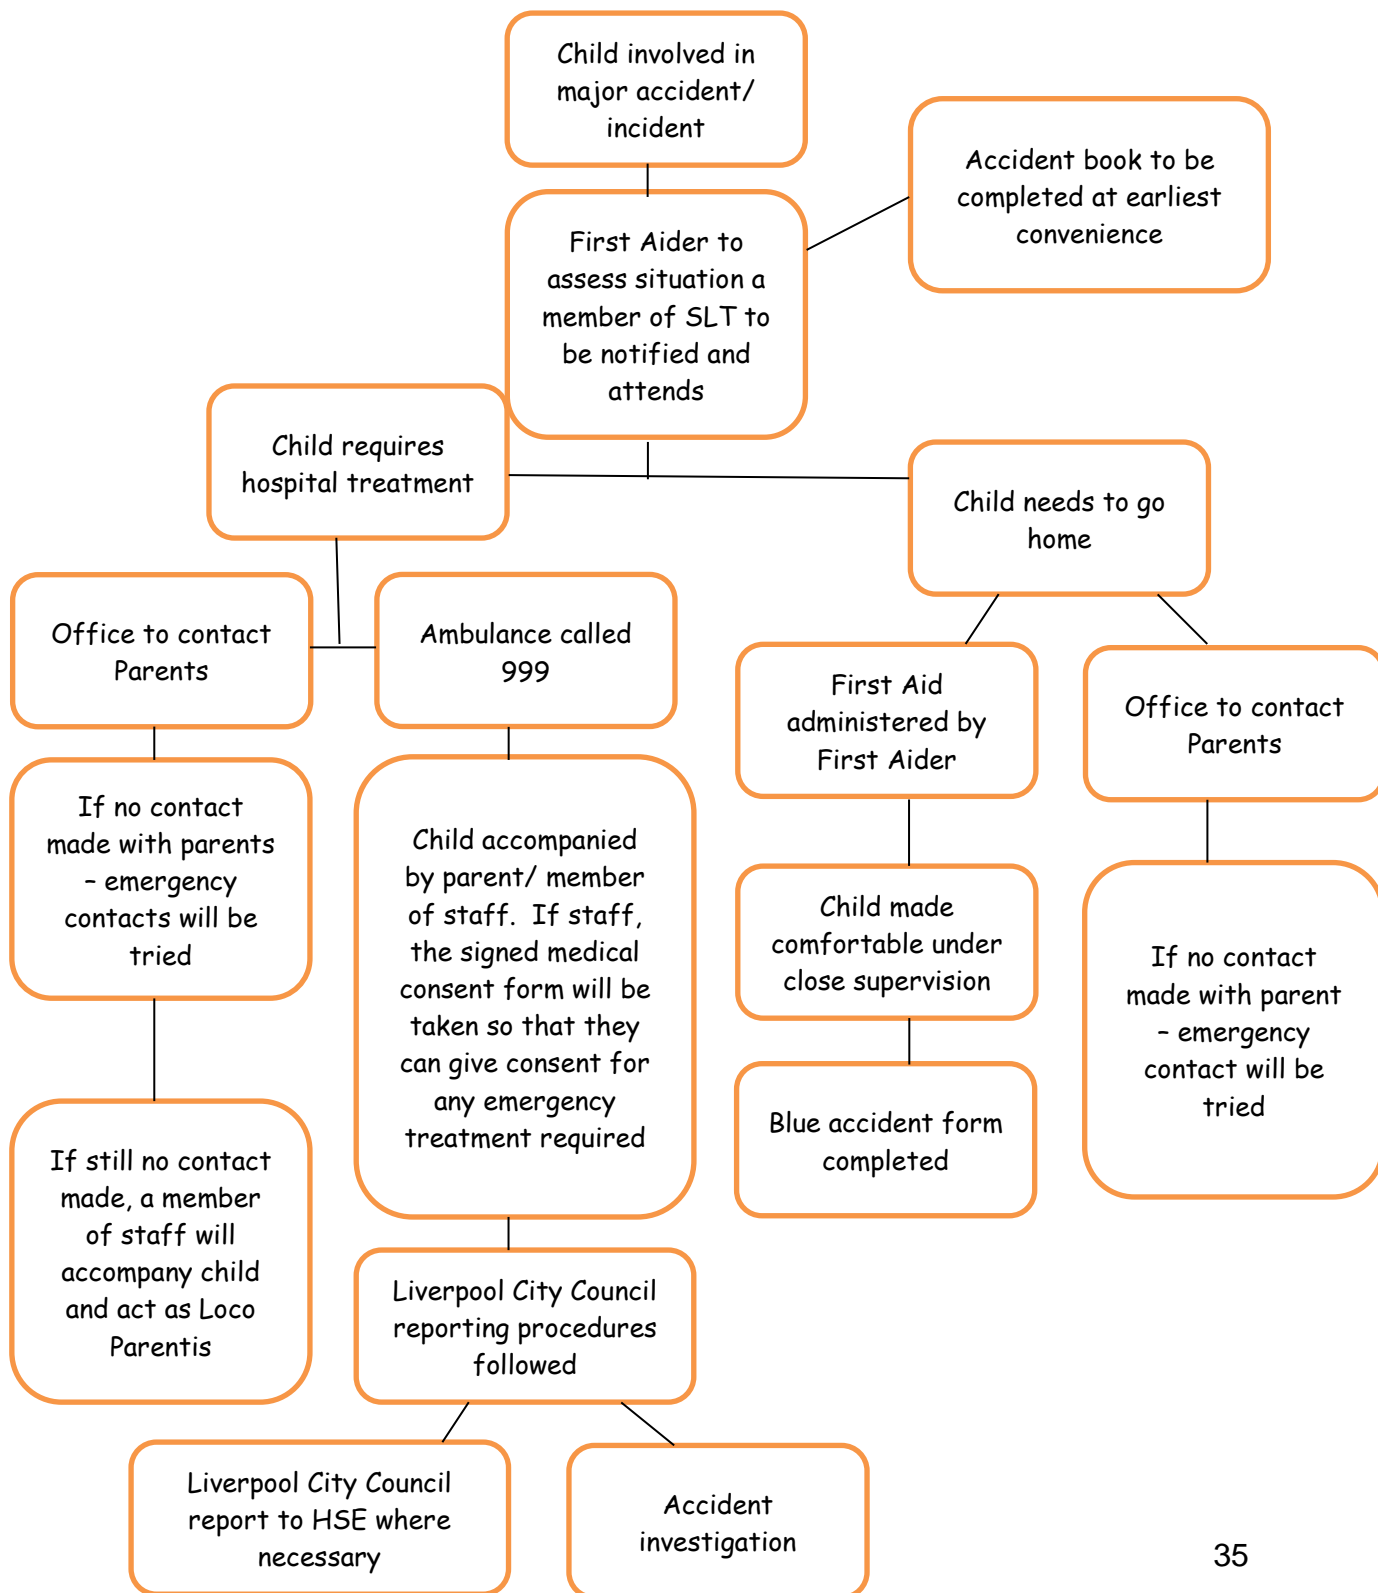 Child involved in
major accident/
incident
Accident book to be
completed at earliest
convenience
First Aider to
assess situation a
member of SLT to
be notified and
attends
Child requires
hospital treatment
Child needs to go
home
Office to contact
Parents
Ambulance called
999
First Aid
administered by
First Aider
Office to contact
Parents
If no contact
made with parents
– emergency
contacts will be
tried
Child accompanied
by parent/ member
of staff. If staff,
the signed medical
consent form will be
taken so that they
can give consent for
any emergency
treatment required
Child made
comfortable under
close supervision
If no contact
made with parent
– emergency
contact will be
tried
Blue accident form
completed
If still no contact
made, a member
of staff will
accompany child
and act as Loco
Parentis
Liverpool City Council
reporting procedures
followed
Liverpool City Council
report to HSE where
necessary
Accident
investigation
35